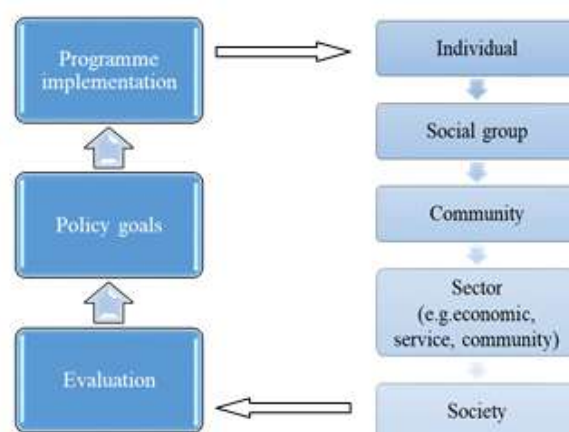 Programme
implementation
Policy goals
Evaluation
Individual
Social group
Community
Sector
(e.g.economic,
service, community)
Society